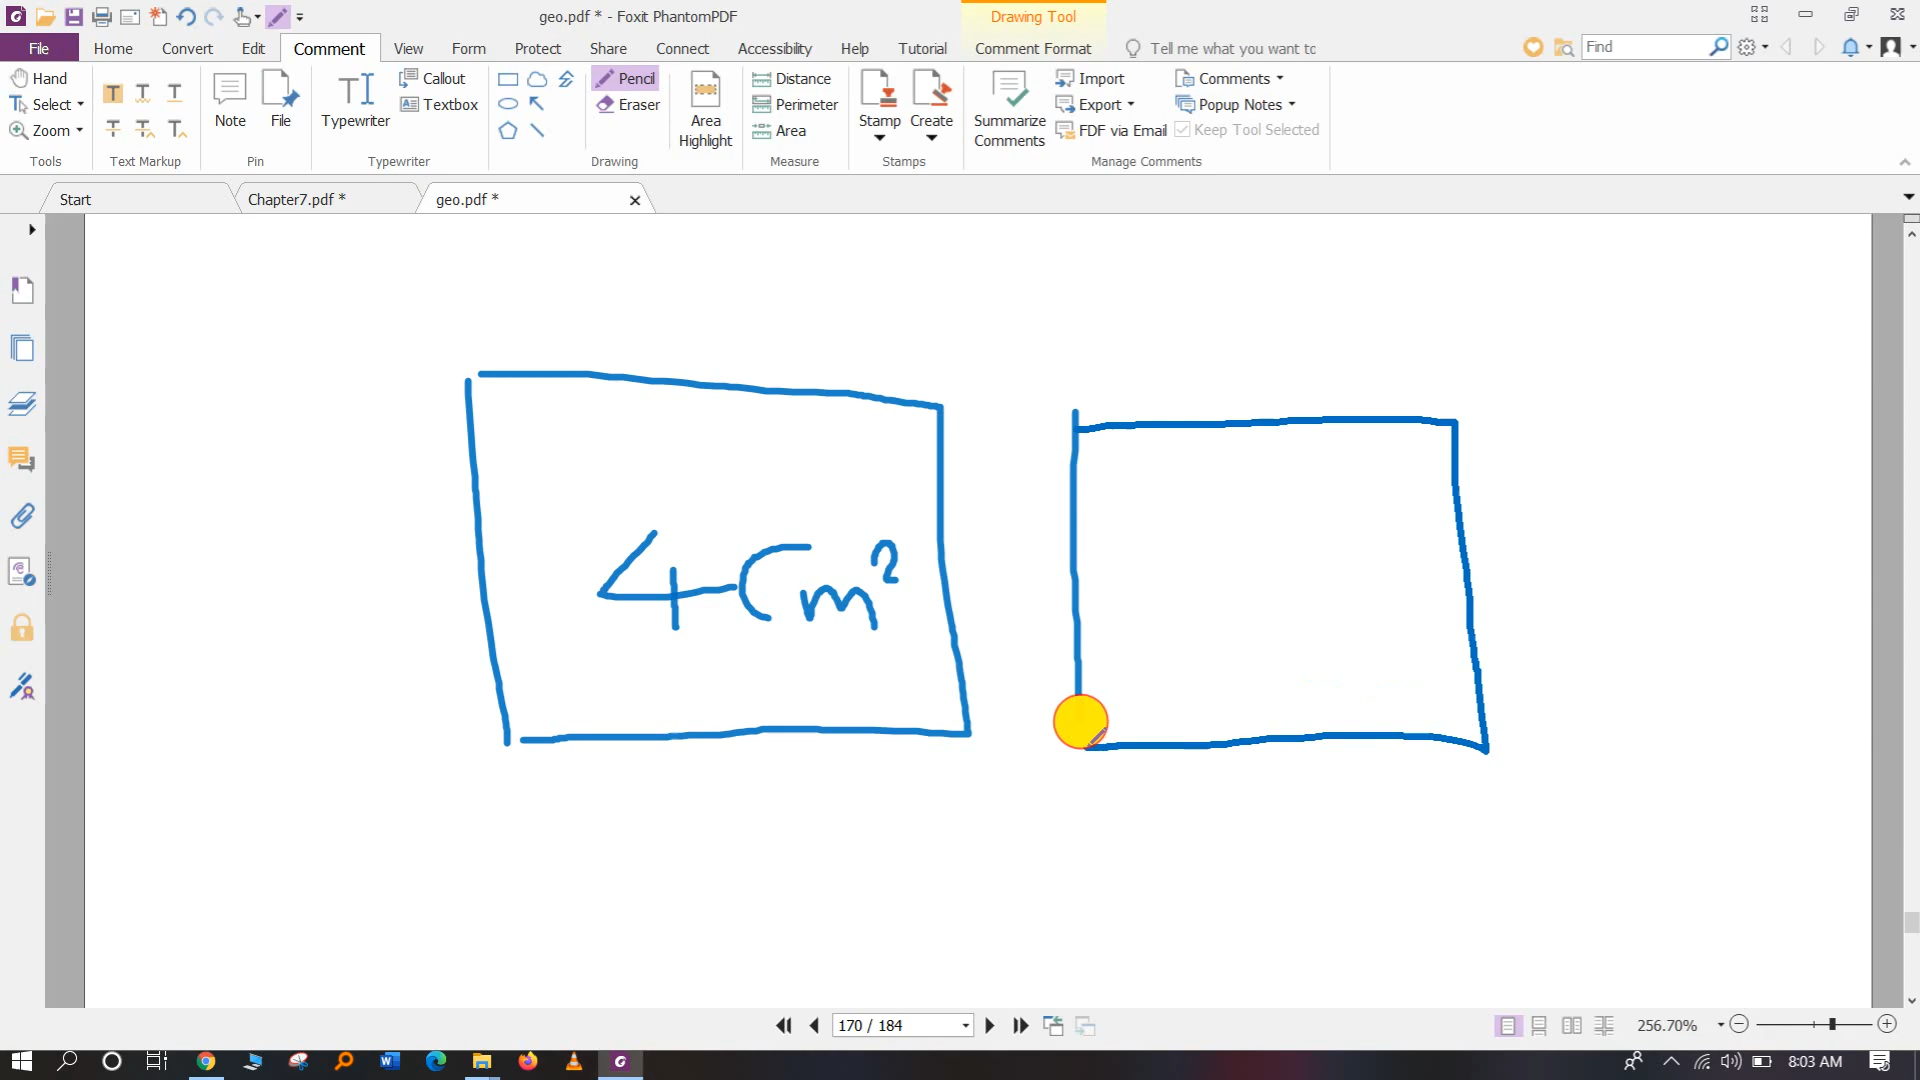 geo.pdf * - Foxit PhantomPDF
Drawing Tool
File Home Convert Edit Comment View Form Protect Share Connect Accessibility Help Tutorial Comment Format Tell me what you want to Find
Hand
Select
Zoom
Tools
Text Markup
Note
File
Pin
Typewriter
Callout
Textbox
Typewriter
Pencil
Eraser
Drawing
Area
Highlight
Distance
Perimeter
Area
Measure
Stamp
Create
Stamps
Summarize
Comments
Import
Export
FDF via Email
Comments
Popup Notes
Keep Tool Selected
Manage Comments
Start
Chapter7.pdf *
geo.pdf *
4 Cm²
170 / 184
256.70%
8:03 AM